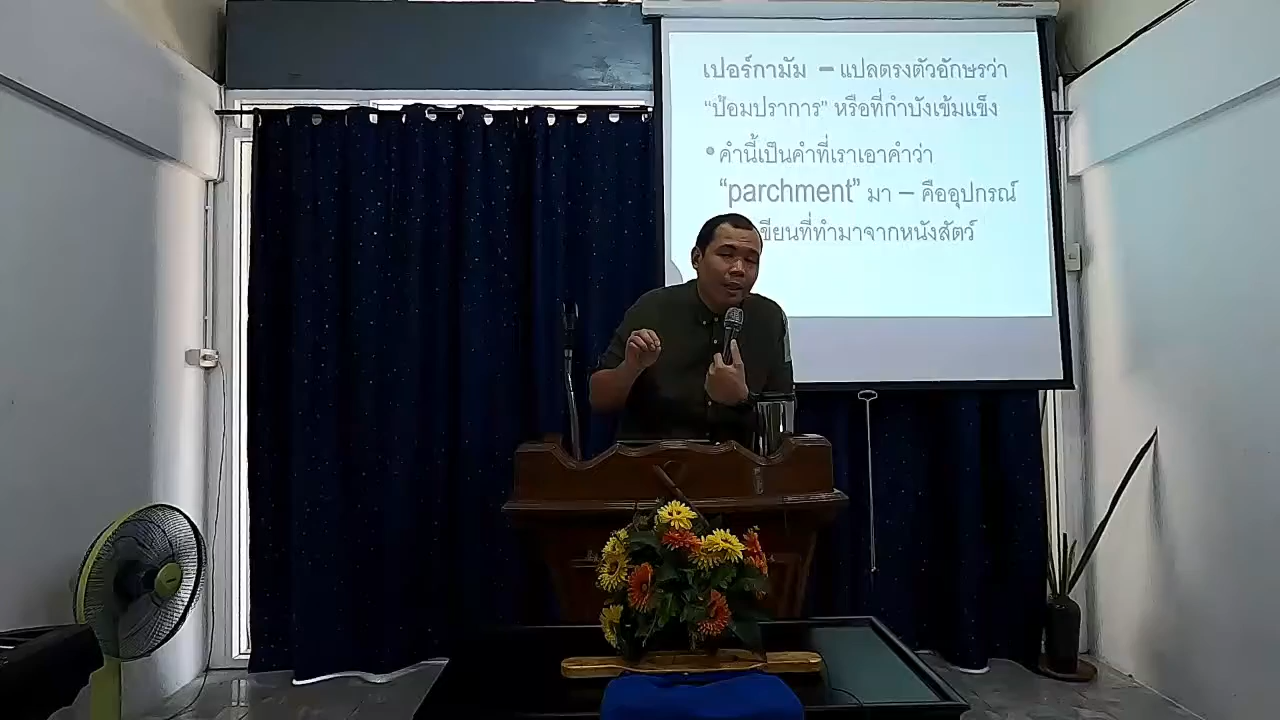 เปอร์กามัม – แปลตรงตัวอักษรว่า
“ป้อมปราการ" หรือที่กำบังเข้มแข็ง
• คำนี้เป็นคำที่เราเอาคำว่า
“parchment” มา – คืออุปกรณ์
เขียนที่ทำมาจากหนังสัตว์